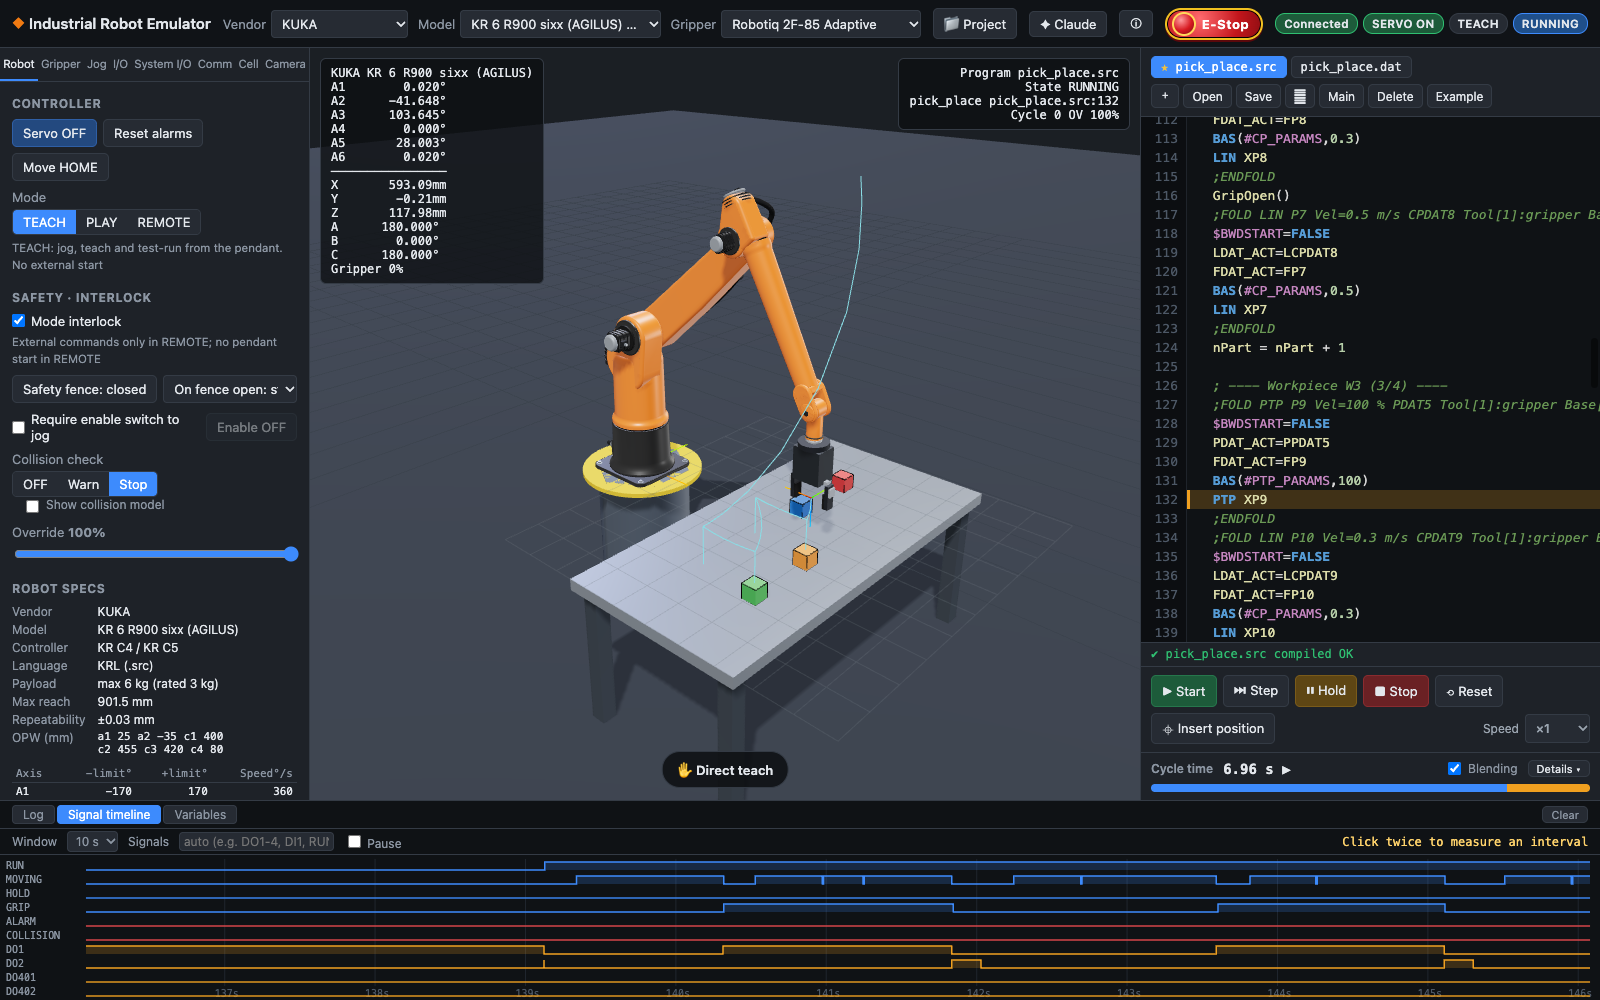 Industrial Robot Emulator Vendor KUKA Model KR 6 R900 sixx (AGILUS) ... Gripper Robotiq 2F-85 Adaptive Project Claude E-Stop Connected SERVO ON TEACH RUNNING
Robot Gripper Jog I/O System I/O Comm Cell Camera
CONTROLLER
Servo OFF Reset alarms
Move HOME
Mode
TEACH PLAY REMOTE
TEACH: jog, teach and test-run from the pendant.
No external start
SAFETY · INTERLOCK
Mode interlock
External commands only in REMOTE; no pendant
start in REMOTE
Safety fence: closed On fence open:
Require enable switch to
jog
Enable OFF
Collision check
OFF Warn Stop
Show collision model
Override 100%
ROBOT SPECS
Vendor KUKA
Model KR 6 R900 sixx (AGILUS)
Controller KR C4 / KR C5
Language KRL (.src)
Payload max 6 kg (rated 3 kg)
Max reach 901.5 mm
Repeatability ±0.03 mm
OPW (mm) a1 25 a2 −35 c1 400
c2 455 c3 420 c4 80
Axis −limit° +limit° Speed°/s
A1 −170 170 360
KUKA KR 6 R900 sixx (AGILUS)
A1 0.020°
A2 −41.648°
A3 103.645°
A4 0.000°
A5 28.003°
A6 0.020°
X 593.09mm
Y −0.21mm
Z 117.98mm
A 180.000°
B 0.000°
C 180.000°
Gripper 0%
Program pick_place.src
State RUNNING
pick_place pick_place.src:132
Cycle 0 OV 100%
Direct teach
★ pick_place.src pick_place.dat
+ Open Save Main Delete Example
112 FDAT_ACT=FP8
113 BAS(#CP_PARAMS,0.3)
114 LIN XP8
115 ;ENDFOLD
116 GripOpen()
117 ;FOLD LIN P7 Vel=0.5 m/s CPDAT8 Tool[1]:gripper Ba
118 $BWDSTART=FALSE
119 LDAT_ACT=LCPDAT8
120 FDAT_ACT=FP7
121 BAS(#CP_PARAMS,0.5)
122 LIN XP7
123 ;ENDFOLD
124 nPart = nPart + 1
125
126 ; ──── Workpiece W3 (3/4) ────
127 ;FOLD PTP P9 Vel=100 % PDAT5 Tool[1]:gripper Base
128 $BWDSTART=FALSE
129 PDAT_ACT=PPDAT5
130 FDAT_ACT=FP9
131 BAS(#PTP_PARAMS,100)
132 PTP XP9
133 ;ENDFOLD
134 ;FOLD LIN P10 Vel=0.3 m/s CPDAT9 Tool[1]:gripper
135 $BWDSTART=FALSE
136 LDAT_ACT=LCPDAT9
137 FDAT_ACT=FP10
138 BAS(#CP_PARAMS,0.3)
139 LIN XP10
✔ pick_place.src compiled OK
Start Step Hold Stop Reset
Insert position Speed ×1
Cycle time 6.96 s ▶ Blending Details
Log Signal timeline Variables Clear
Window 10 s Signals auto (e.g. DO1-4, DI1, RUN Pause Click twice to measure an interval
RUN
MOVING
HOLD
GRIP
ALARM
COLLISION
DO1
DO2
DO401
DO402
137s 138s 139s 140s 141s 142s 143s 144s 145s 146s